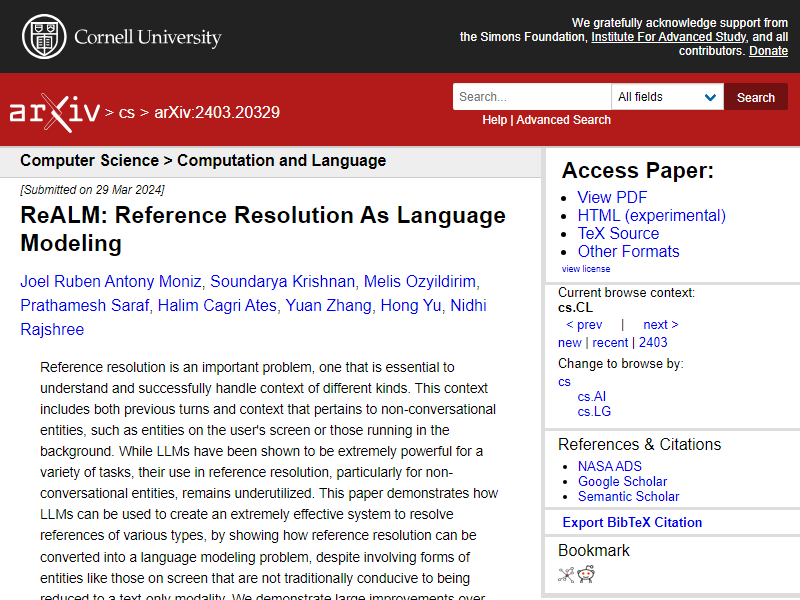 Cornell University
We gratefully acknowledge support from
the Simons Foundation, Institute For Advanced Study, and all
contributors. Donate
arXiv > cs > arXiv:2403.20329
Search...
All fields
Search
Help | Advanced Search
Computer Science > Computation and Language
[Submitted on 29 Mar 2024]
ReALM: Reference Resolution As Language
Modeling
Joel Ruben Antony Moniz, Soundarya Krishnan, Melis Ozyildirim,
Prathamesh Saraf, Halim Cagri Ates, Yuan Zhang, Hong Yu, Nidhi
Rajshree
Reference resolution is an important problem, one that is essential to
understand and successfully handle context of different kinds. This context
includes both previous turns and context that pertains to non-conversational
entities, such as entities on the user's screen or those running in the
background. While LLMs have been shown to be extremely powerful for a
variety of tasks, their use in reference resolution, particularly for non-
conversational entities, remains underutilized. This paper demonstrates how
LLMs can be used to create an extremely effective system to resolve
references of various types, by showing how reference resolution can be
converted into a language modeling problem, despite involving forms of
entities like those on screen that are not traditionally conducive to being
reduced to a text-only modality. We demonstrate large improvements over
Access Paper:
View PDF
HTML (experimental)
TeX Source
Other Formats
view license
Current browse context:
cs.CL
< prev | next >
new | recent | 2403
Change to browse by:
cs
cs.AI
cs.LG
References & Citations
NASA ADS
Google Scholar
Semantic Scholar
Export BibTeX Citation
Bookmark